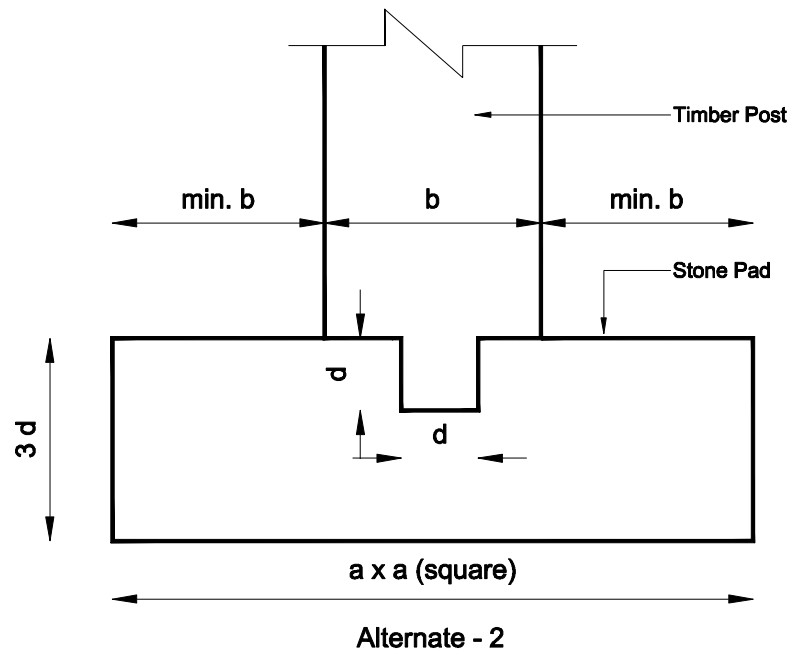 Timber Post
min. b b min. b
Stone Pad
d
d
3 d
a x a (square)
Alternate - 2